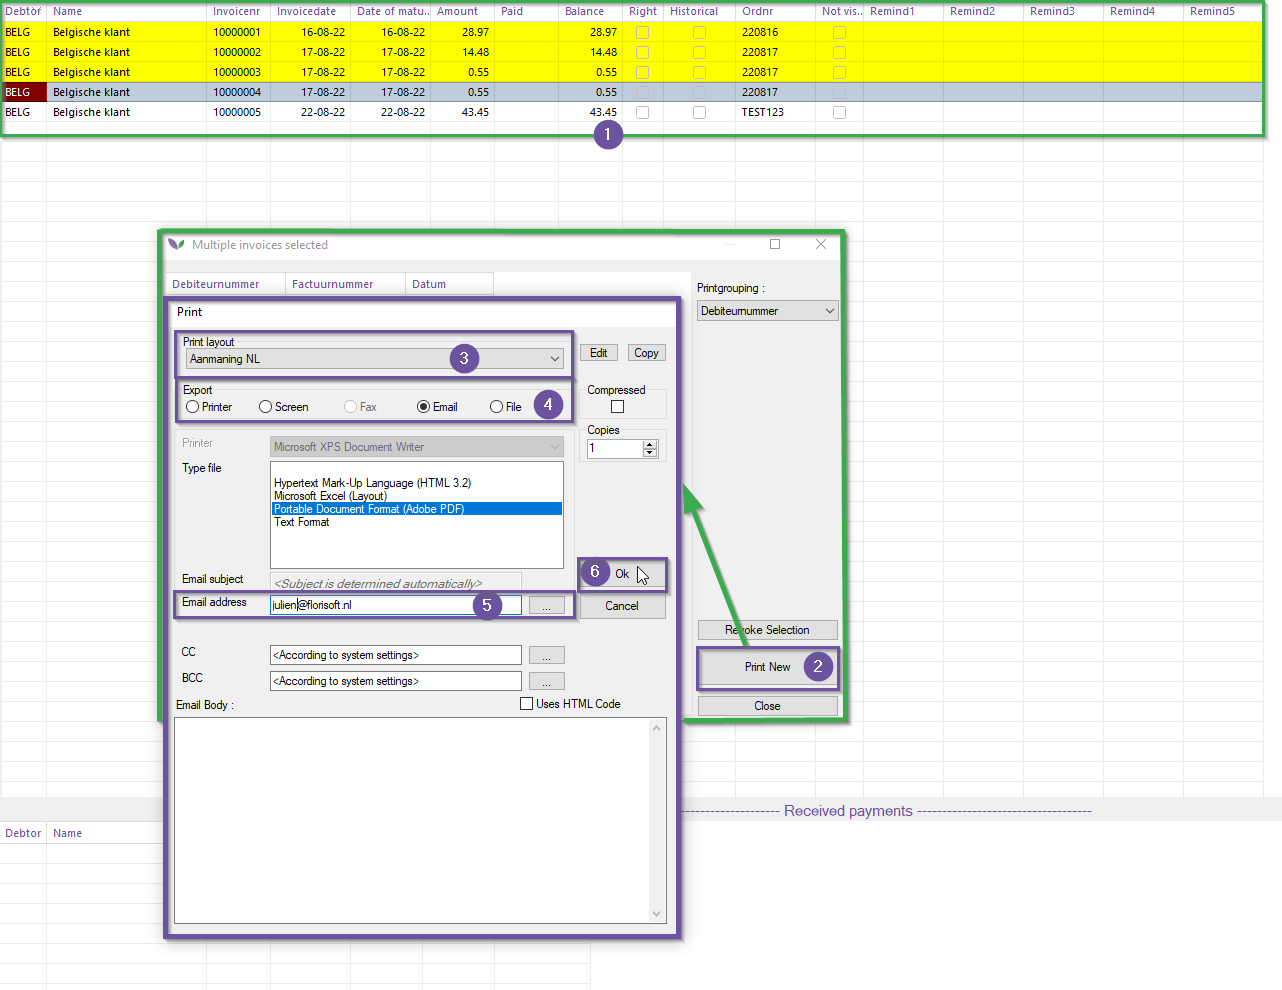 Debtor Name Invoicenr Invoicedate Date of matu.. Amount Paid Balance Right Historical Ordnr Not vis... Remind1 Remind2 Remind3 Remind4 Remind5
BELG Belgische klant 10000001 16-08-22 16-08-22 28.97 28.97 220816
BELG Belgische klant 10000002 17-08-22 17-08-22 14.48 14.48 220817
BELG Belgische klant 10000003 17-08-22 17-08-22 0.55 0.55 220817
BELG Belgische klant 10000004 17-08-22 17-08-22 0.55 0.55 220817
BELG Belgische klant 10000005 22-08-22 22-08-22 43.45 43.45 TEST123
1
Multiple invoices selected
Debiteurnummer Factuurnummer Datum
Printgrouping :
Debiteurnummer
Print
Print layout
Aanmaning NL 3
Edit Copy
Export
Printer Screen Fax Email File 4
Compressed
Copies
1
Printer Microsoft XPS Document Writer
Type file
Hypertext Mark-Up Language (HTML 3.2)
Microsoft Excel (Layout)
Portable Document Format (Adobe PDF)
Text Format
6 Ok
Email subject <Subject is determined automatically>
Email address julien@florisoft.nl 5 ...
Cancel
Revoke Selection
Print New 2
Close
CC <According to system settings> ...
BCC <According to system settings> ...
Email Body : Uses HTML Code
-------------------- Received payments -----------------------------------
Debtor Name